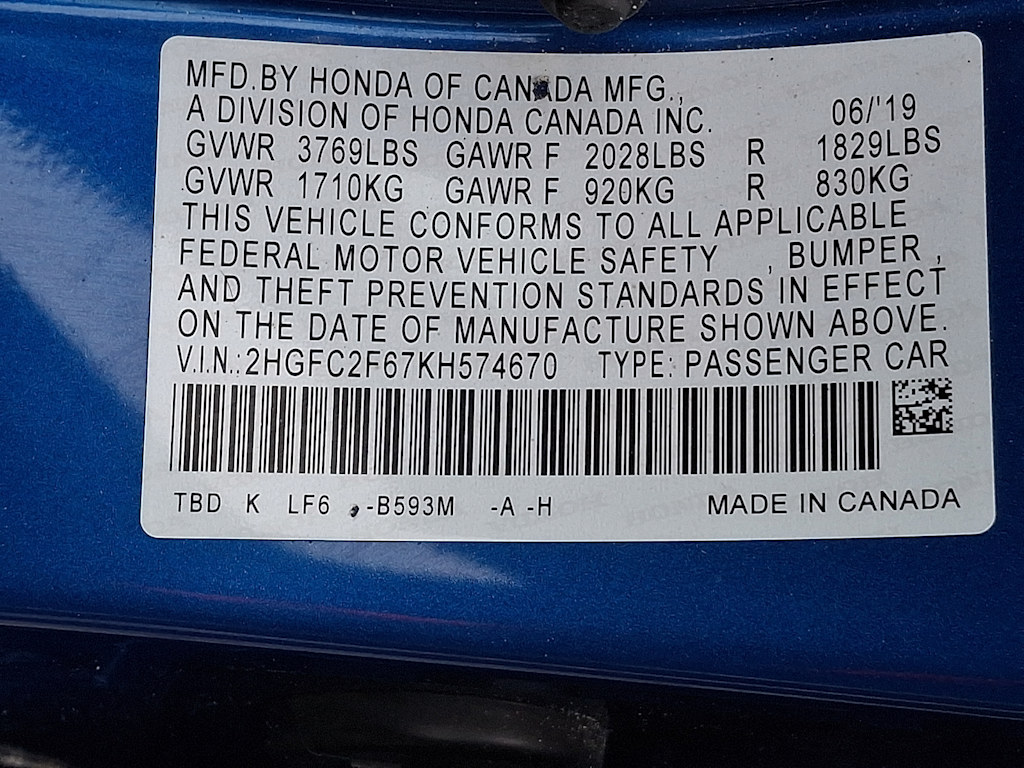 MFD.BY HONDA OF CANADA MFG.,
A DIVISION OF HONDA CANADA INC. 06/'19
GVWR 3769LBS GAWR F 2028LBS R 1829LBS
GVWR 1710KG GAWR F 920KG R 830KG
THIS VEHICLE CONFORMS TO ALL APPLICABLE
FEDERAL MOTOR VEHICLE SAFETY , BUMPER ,
AND THEFT PREVENTION STANDARDS IN EFFECT
ON THE DATE OF MANUFACTURE SHOWN ABOVE.
V.I.N.:2HGFC2F67KH574670 TYPE: PASSENGER CAR
TBD K LF6 -B593M -A -H MADE IN CANADA